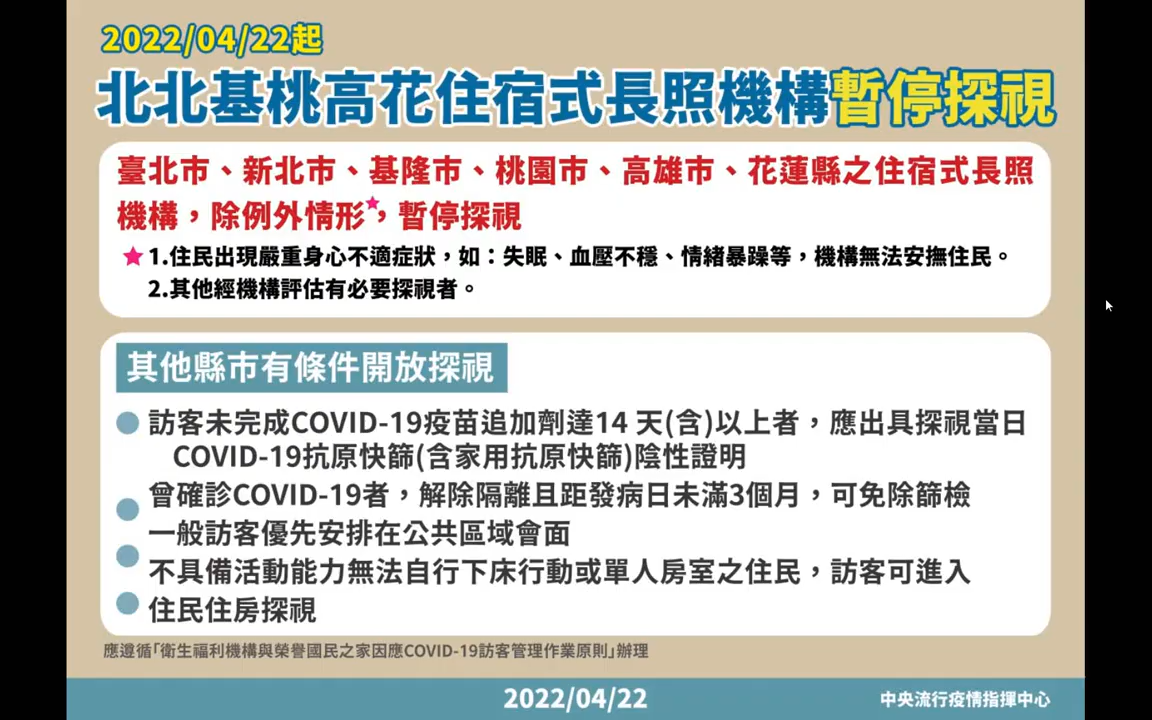 2022/04/22起
北北基桃高花住宿式長照機構暫停探視
臺北市、新北市、基隆市、桃園市、高雄市、花蓮縣之住宿式長照
機構，除例外情形★，暫停探視
★1.住民出現嚴重身心不適症狀，如：失眠、血壓不穩、情緒暴躁等，機構無法安撫住民。
2.其他經機構評估有必要探視者。
其他縣市有條件開放探視
● 訪客未完成COVID-19疫苗追加劑達14 天(含)以上者，應出具探視當日
COVID-19抗原快篩(含家用抗原快篩)陰性證明
● 曾確診COVID-19者，解除隔離且距發病日未滿3個月，可免除篩檢
● 一般訪客優先安排在公共區域會面
● 不具備活動能力無法自行下床行動或單人房室之住民，訪客可進入
住民住房探視
應遵循「衛生福利機構與榮譽國民之家因應COVID-19訪客管理作業原則」辦理
2022/04/22
中央流行疫情指揮中心